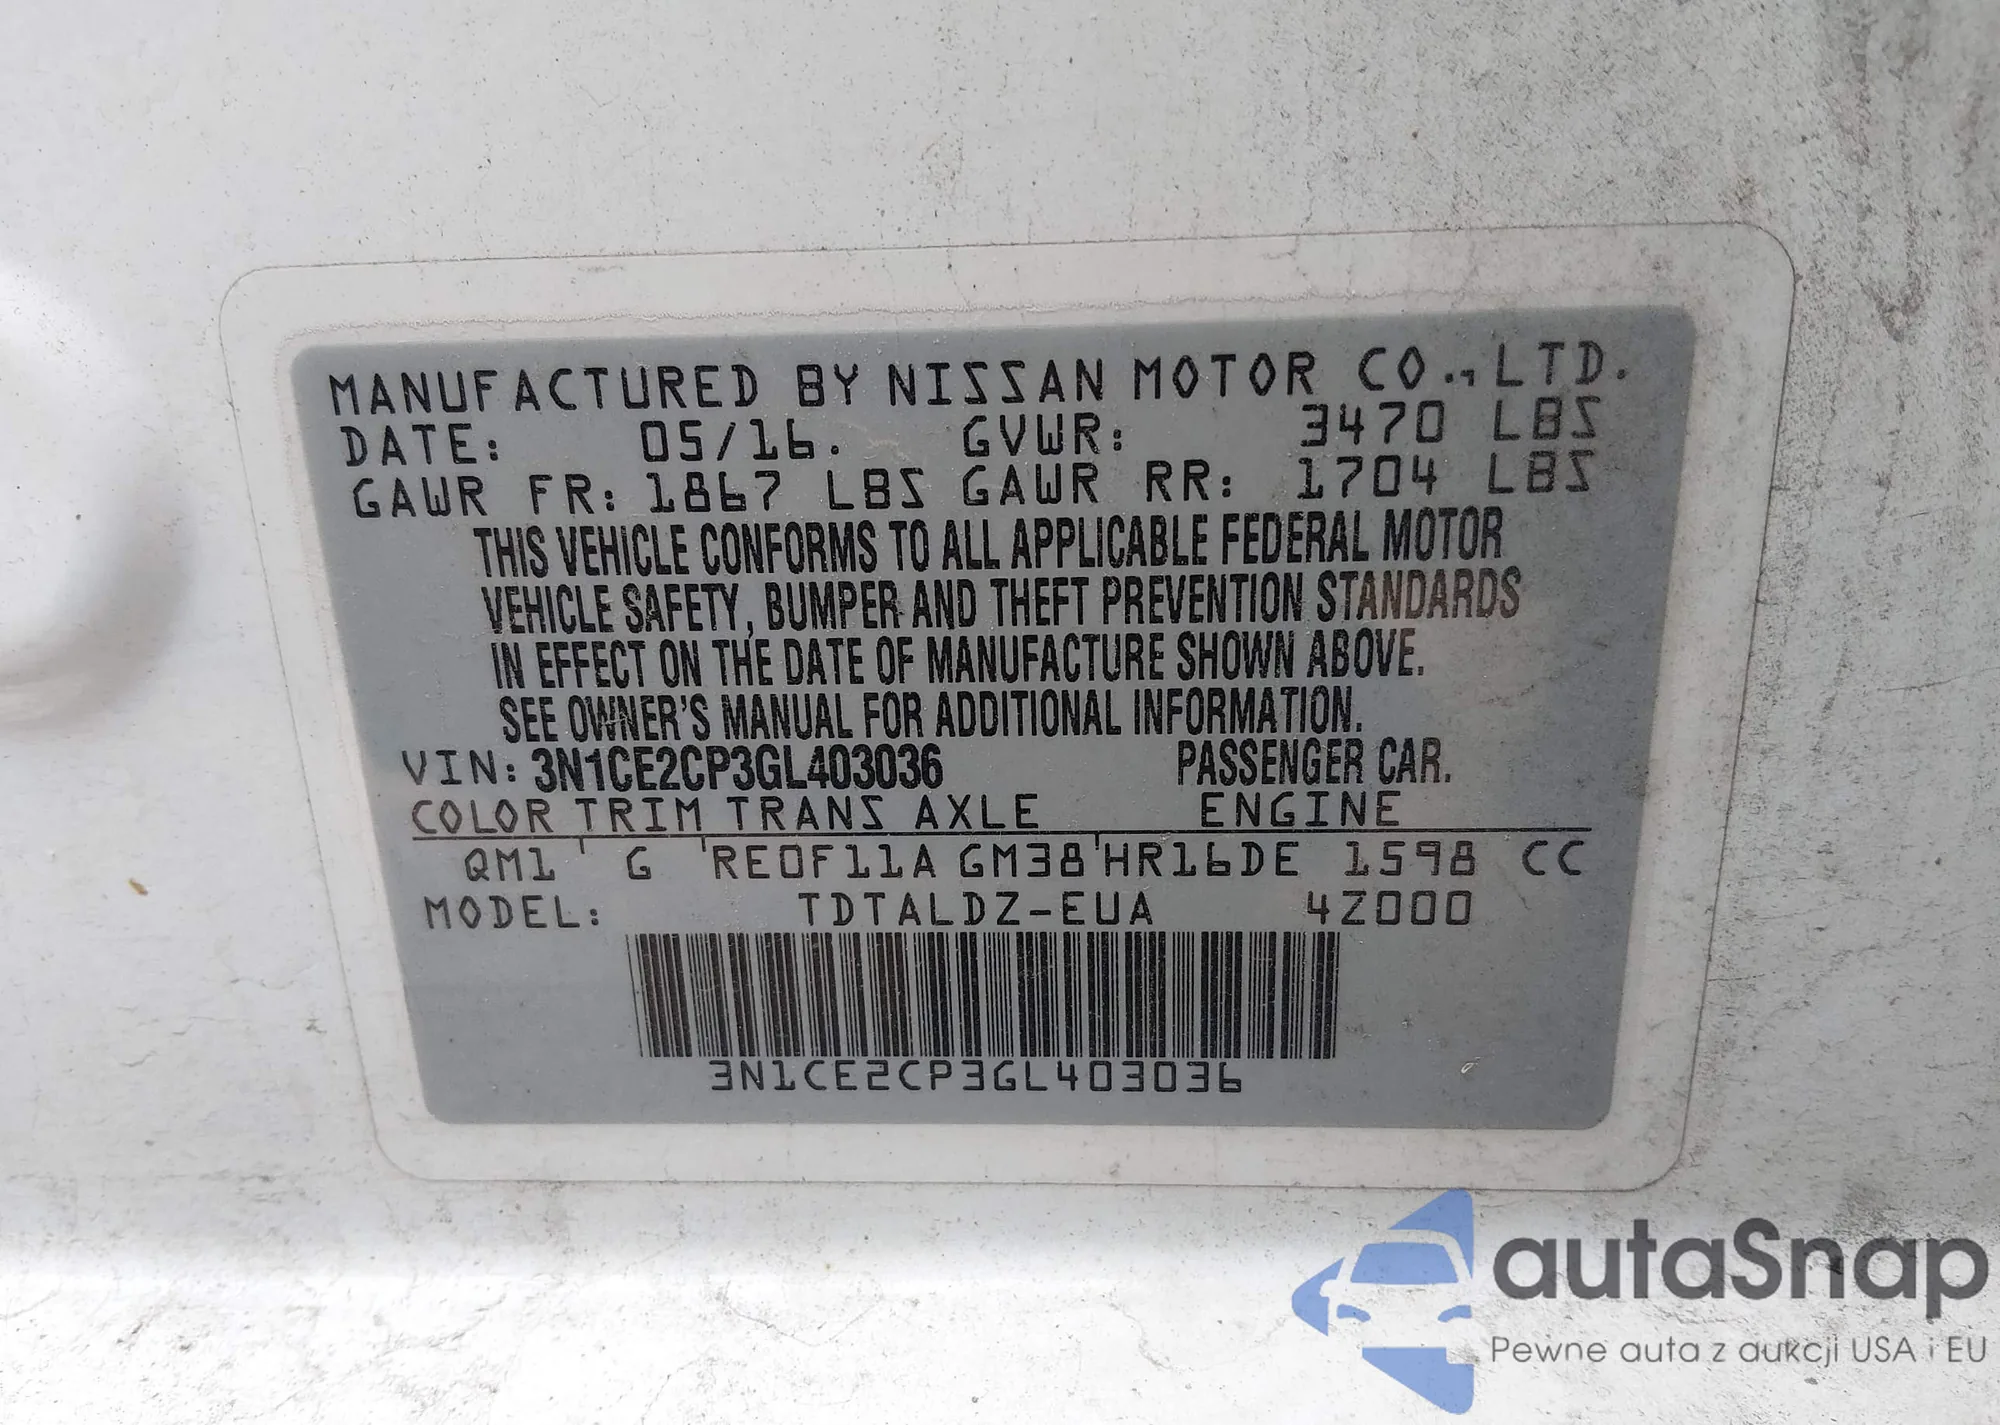 MANUFACTURED BY NISSAN MOTOR CO., LTD.
DATE: 05/16. GVWR: 3470 LBS
GAWR FR: 1867 LBS GAWR RR: 1704 LBS
THIS VEHICLE CONFORMS TO ALL APPLICABLE FEDERAL MOTOR
VEHICLE SAFETY, BUMPER AND THEFT PREVENTION STANDARDS
IN EFFECT ON THE DATE OF MANUFACTURE SHOWN ABOVE.
SEE OWNER'S MANUAL FOR ADDITIONAL INFORMATION.
VIN: 3N1CE2CP3GL403036 PASSENGER CAR.
COLOR TRIM TRANS AXLE ENGINE
QM1 G RE0F11A GM38 HR16DE 1598 CC
MODEL: TDTALDZ-EUA 4Z000
3N1CE2CP3GL403036
autaSnap
Pewne auta z aukcji USA i EU